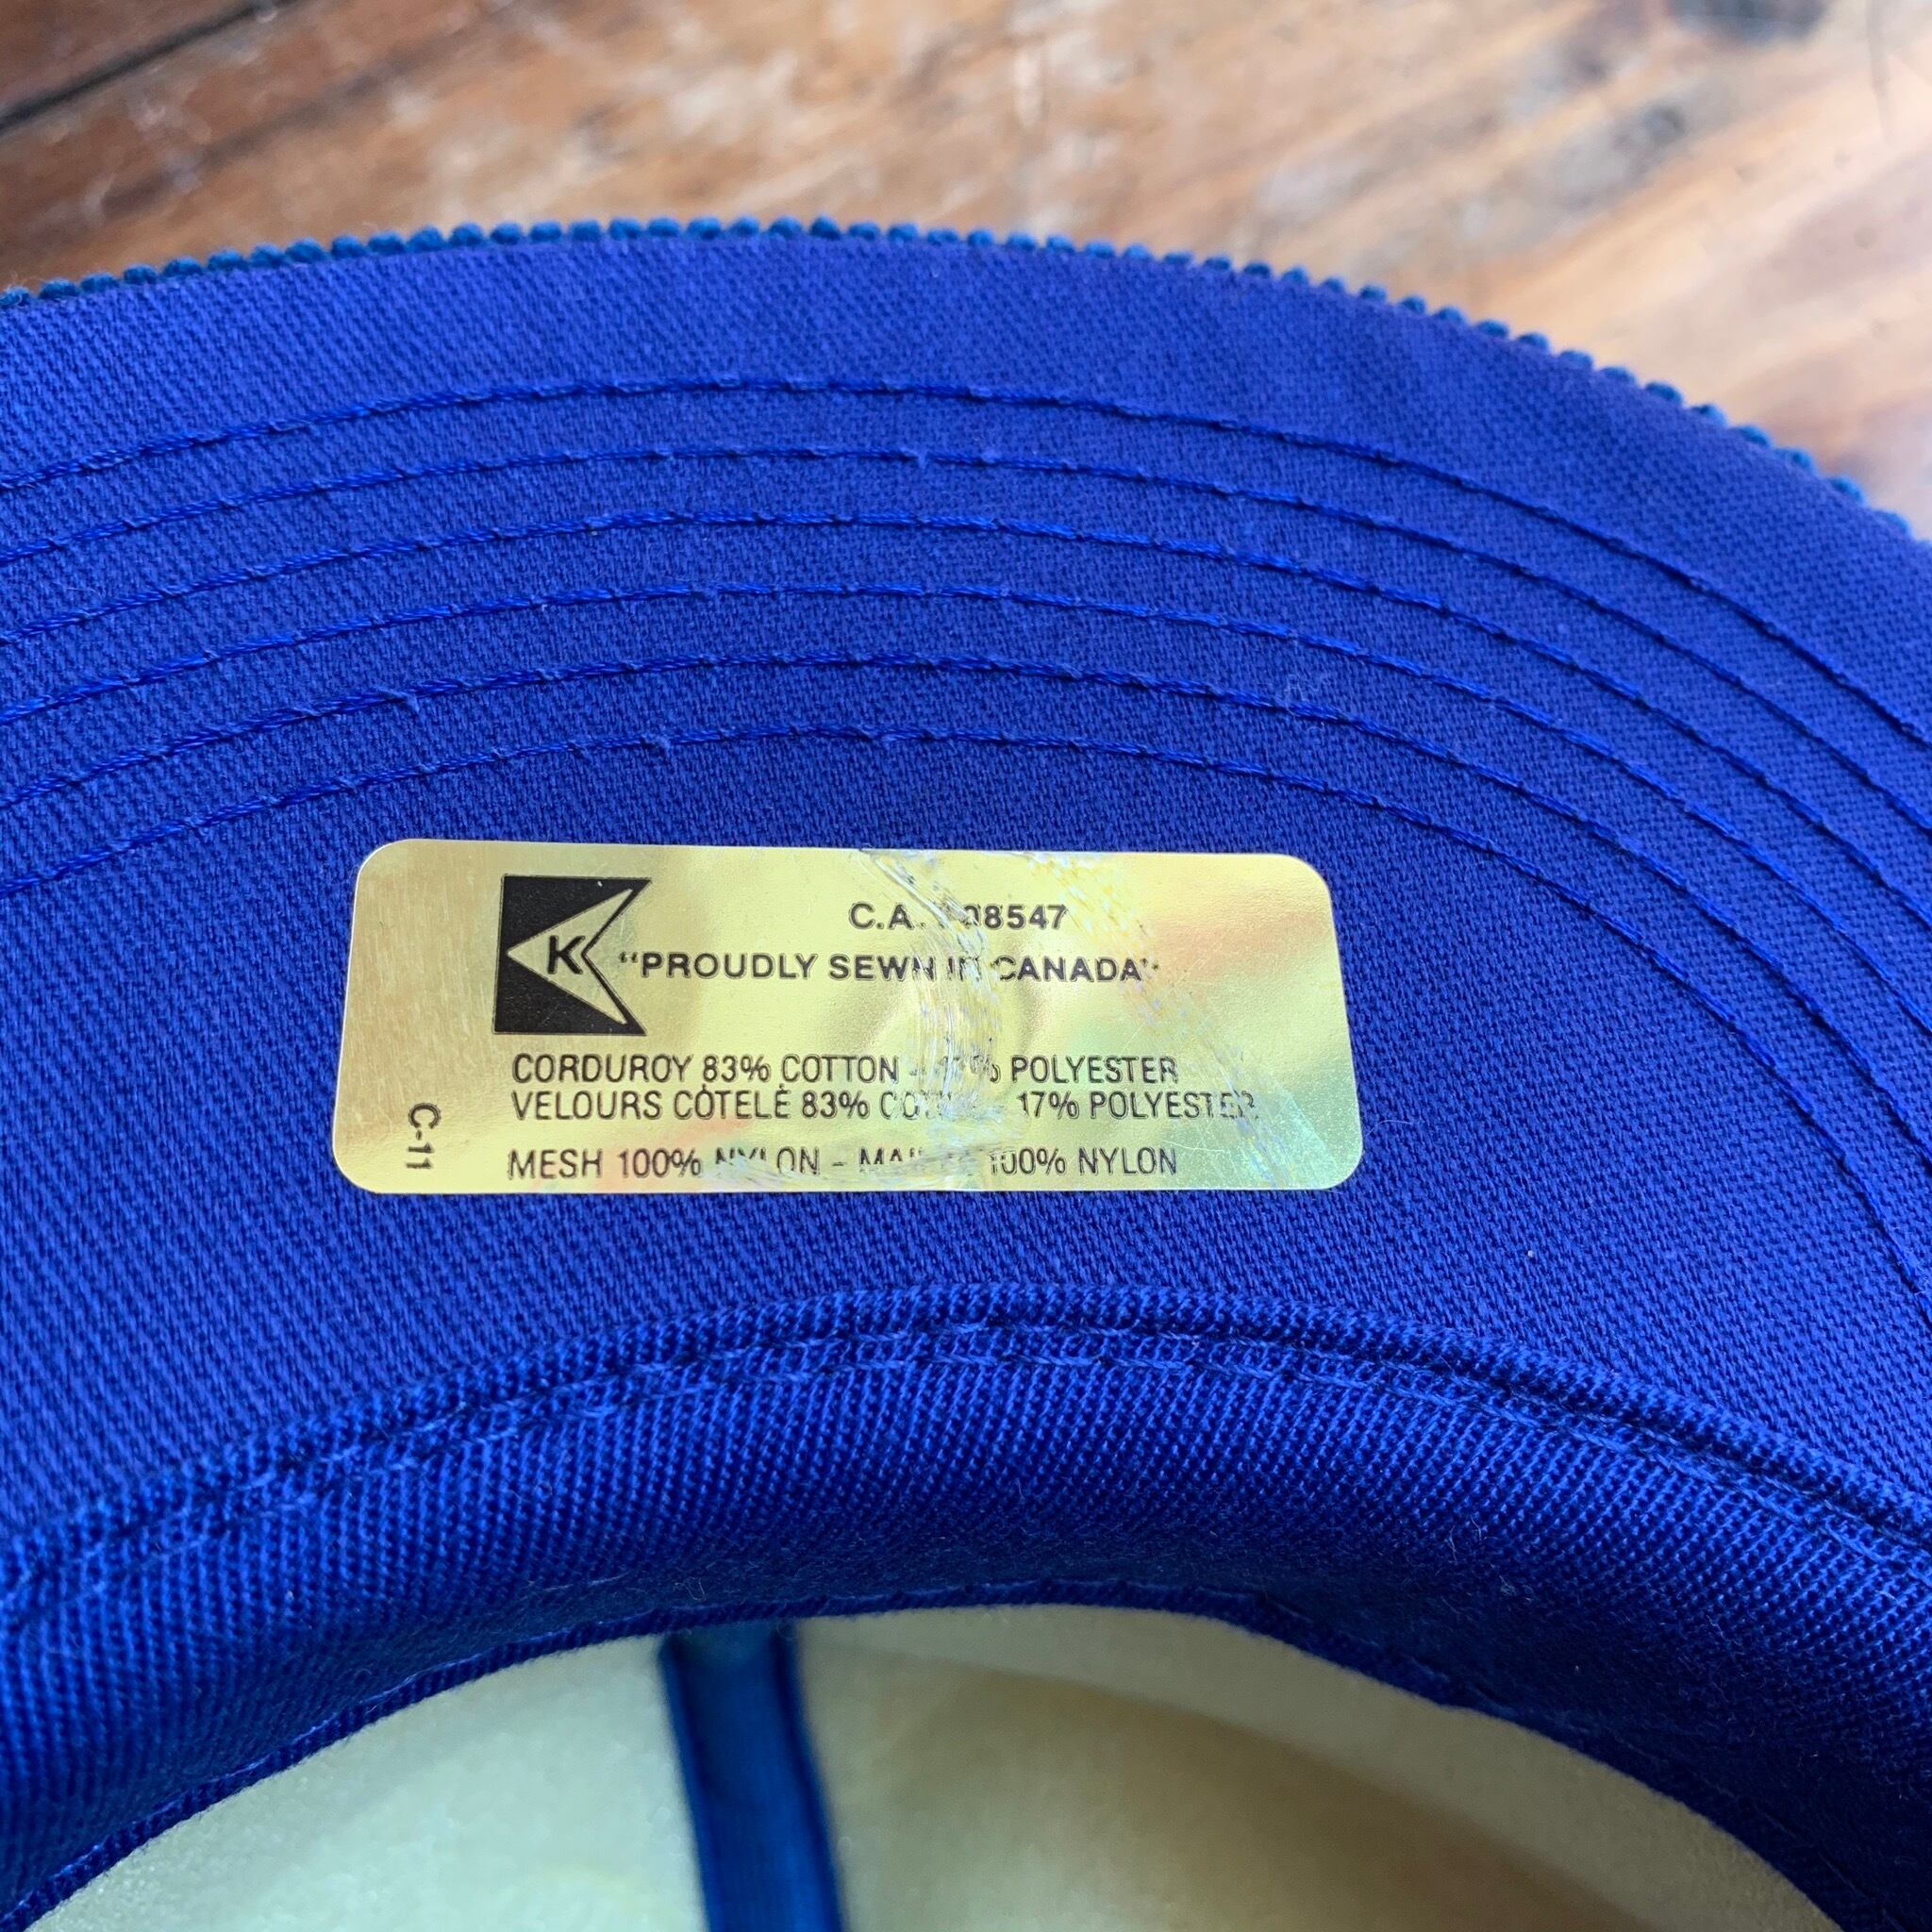 C.A. 08547
K
“PROUDLY SEWN IN CANADA”
CORDUROY 83% COTTON - 17% POLYESTER
VELOURS CÔTELÉ 83% 17% POLYESTER
MESH 100% NYLON - 100% NYLON
C-11